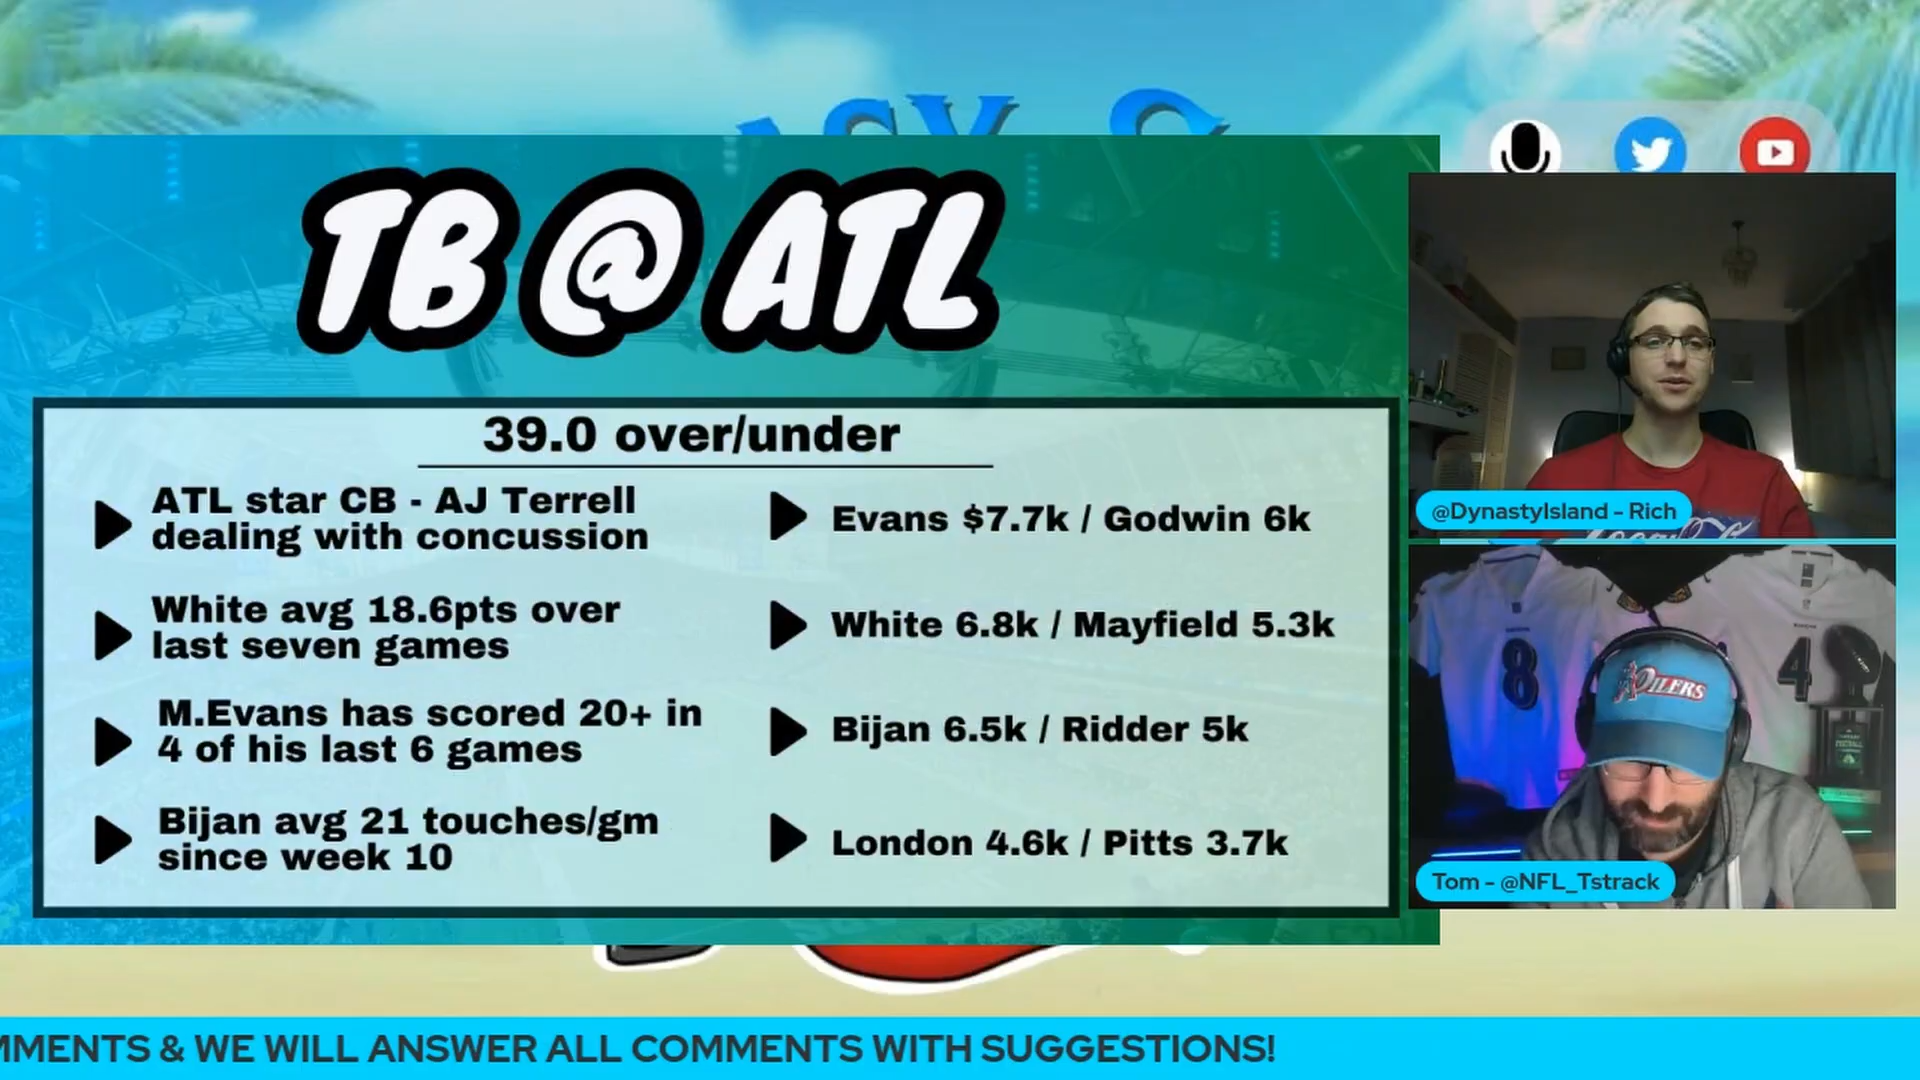 TB @ ATL
39.0 over/under
ATL star CB - AJ Terrell
dealing with concussion
White avg 18.6pts over
last seven games
M.Evans has scored 20+ in
4 of his last 6 games
Bijan avg 21 touches/gm
since week 10
Evans $7.7k / Godwin 6k
White 6.8k / Mayfield 5.3k
Bijan 6.5k / Ridder 5k
London 4.6k / Pitts 3.7k
@DynastyIsland - Rich
8
4
OILERS
Tom - @NFL_Tstrack
MMENTS & WE WILL ANSWER ALL COMMENTS WITH SUGGESTIONS!